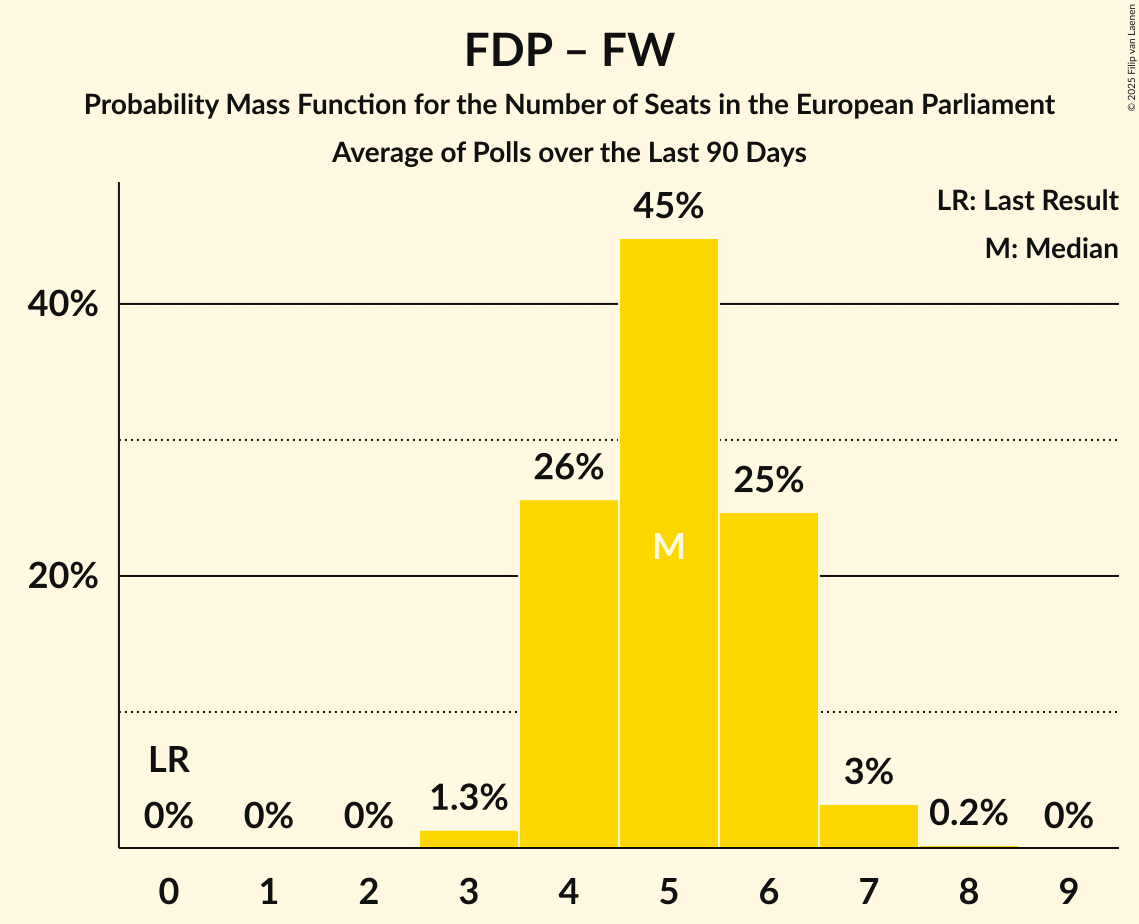 FDP – FW
Probability Mass Function for the Number of Seats in the European Parliament
Average of Polls over the Last 90 Days
© 2025 Filip van Laenen
LR: Last Result
M: Median
45%
40%
26%
25%
M
20%
LR
0%
0%
0%
1.3%
3%
0.2%
0%
0
1
2
3
4
5
6
7
8
9